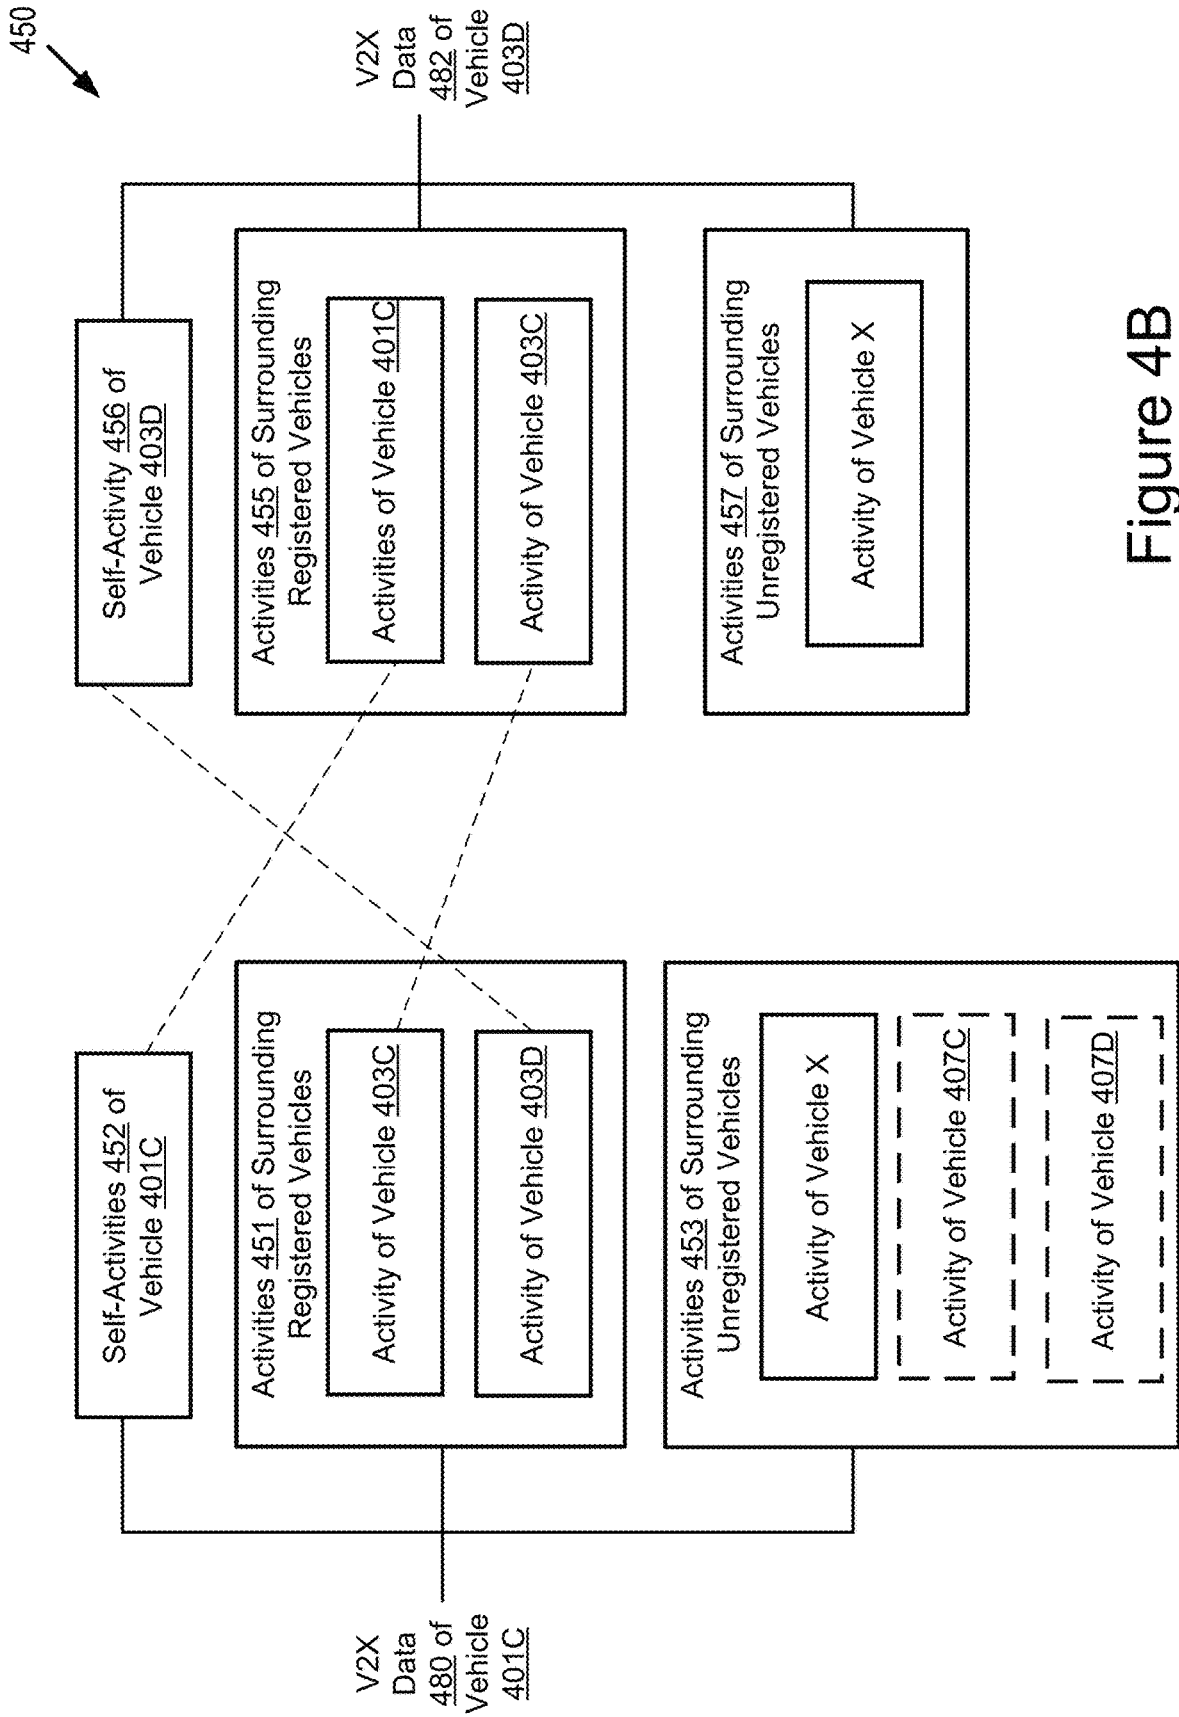 450
V2X
Data
480 of
Vehicle
401C
Self-Activities 452 of
Vehicle 401C
Activities 451 of Surrounding
Registered Vehicles
Activity of Vehicle 403C
Activity of Vehicle 403D
Activities 453 of Surrounding
Unregistered Vehicles
Activity of Vehicle X
Activity of Vehicle 407C
Activity of Vehicle 407D
Self-Activity 456 of
Vehicle 403D
Activities 455 of Surrounding
Registered Vehicles
Activities of Vehicle 401C
Activity of Vehicle 403C
Activities 457 of Surrounding
Unregistered Vehicles
Activity of Vehicle X
V2X
Data
482 of
Vehicle
403D
Figure 4B